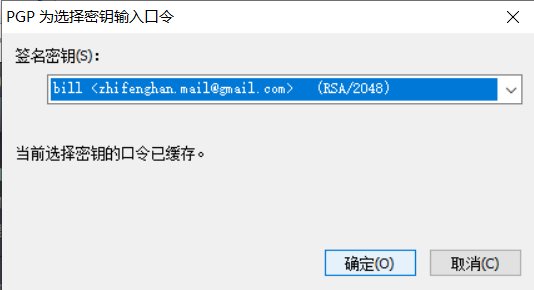 PGP 为选择密钥输入口令
签名密钥(S)：
bill <zhifenghan.mail@gmail.com> (RSA/2048)
当前选择密钥的口令已缓存。
确定(O) 取消(C)